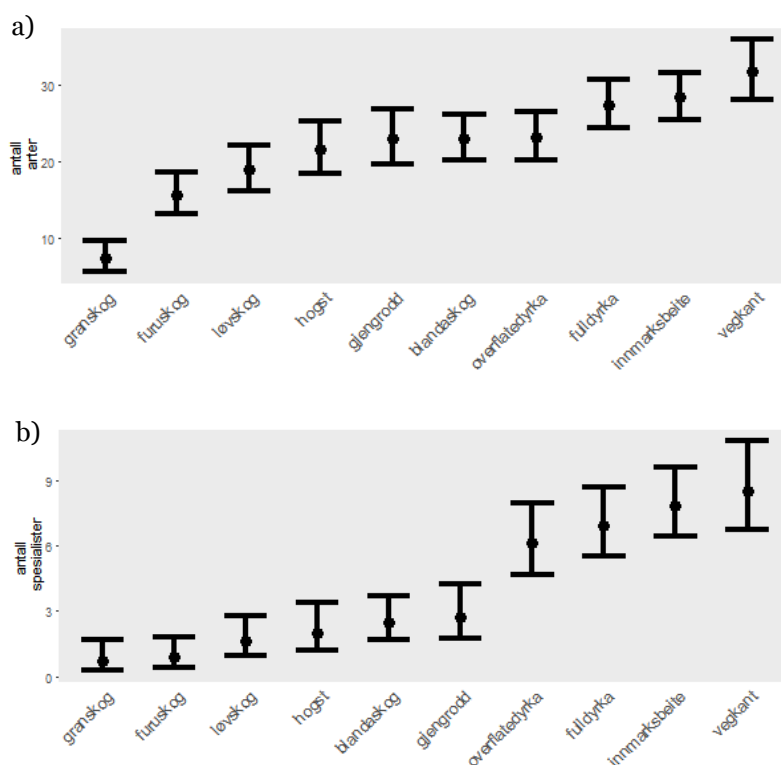 a)
30
20
10
antall
arter
granskog
furuskog
løvskog
hogst
gjengrodd
blandaskog
overflatedyrka
fulldyrka
innmarksbeite
vegkant
b)
9
6
3
0
antall
spesialister
granskog
furuskog
løvskog
hogst
blandaskog
gjengrodd
overflatedyrka
fulldyrka
innmarksbeite
vegkant